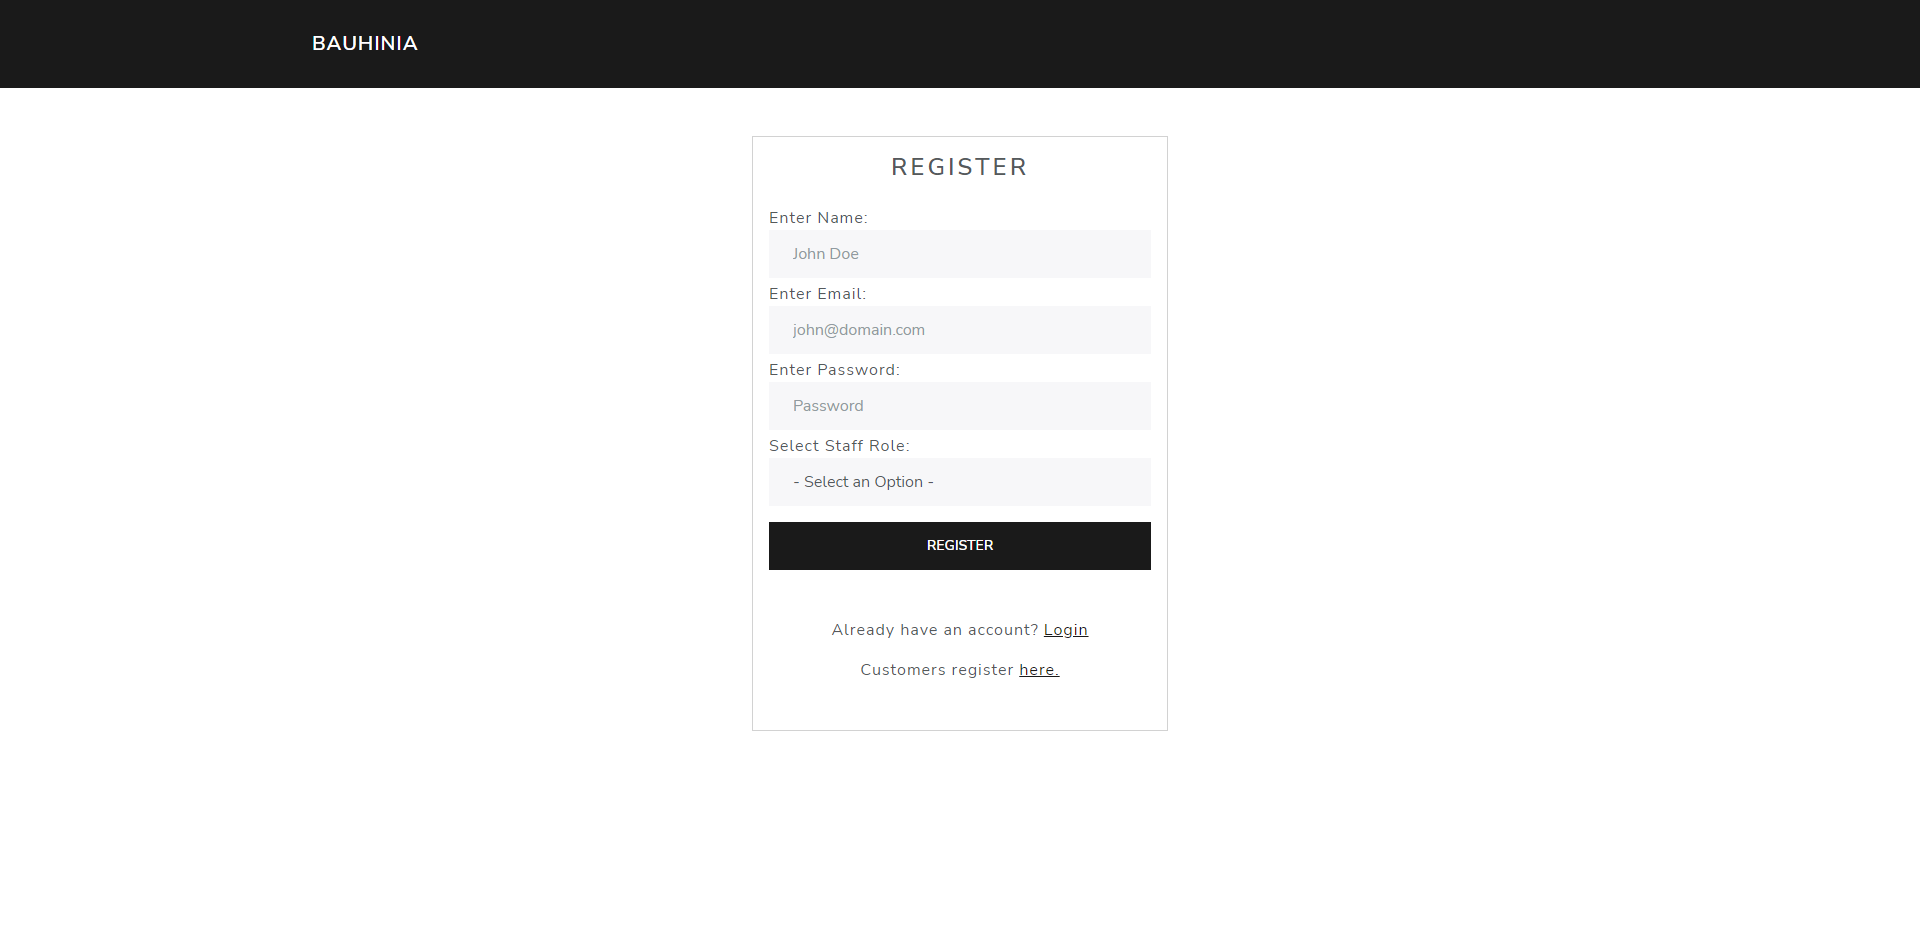 BAUHINIA
REGISTER
Enter Name:
John Doe
Enter Email:
john@domain.com
Enter Password:
Password
Select Staff Role:
- Select an Option -
REGISTER
Already have an account? Login
Customers register here.